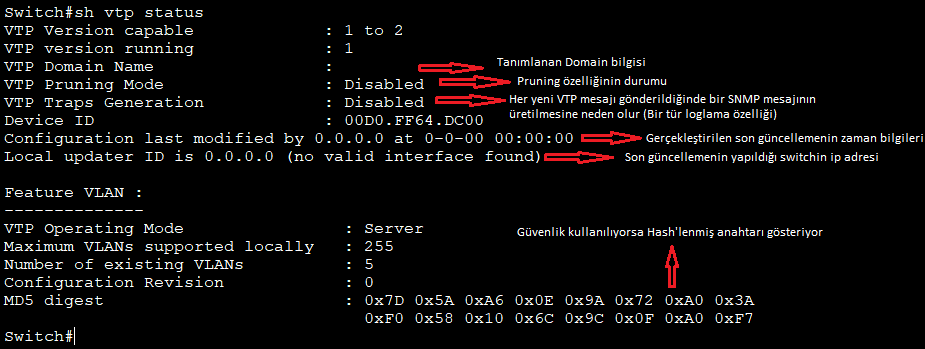 Switch#sh vtp status
VTP Version capable : 1 to 2
VTP version running : 1
VTP Domain Name : Tanımlanan Domain bilgisi
VTP Pruning Mode : Disabled Pruning özelliğinin durumu
VTP Traps Generation : Disabled Her yeni VTP mesajı gönderildiğinde bir SNMP mesajının
üretilmesine neden olur (Bir tür loglama özelliği)
Device ID : 00D0.FF64.DC00
Configuration last modified by 0.0.0.0 at 0-0-00 00:00:00 Gerçekleştirilen son güncellemenin zaman bilgileri
Local updater ID is 0.0.0.0 (no valid interface found) Son güncellemenin yapıldığı switchin ip adresi
Feature VLAN :
--------------
VTP Operating Mode : Server
Güvenlik kullanılıyorsa Hash'lenmiş anahtarı gösteriyor
Maximum VLANs supported locally : 255
Number of existing VLANs : 5
Configuration Revision : 0
MD5 digest : 0x7D 0x5A 0xA6 0x0E 0x9A 0x72 0xA0 0x3A
0xF0 0x58 0x10 0x6C 0x9C 0x0F 0xA0 0xF7
Switch#